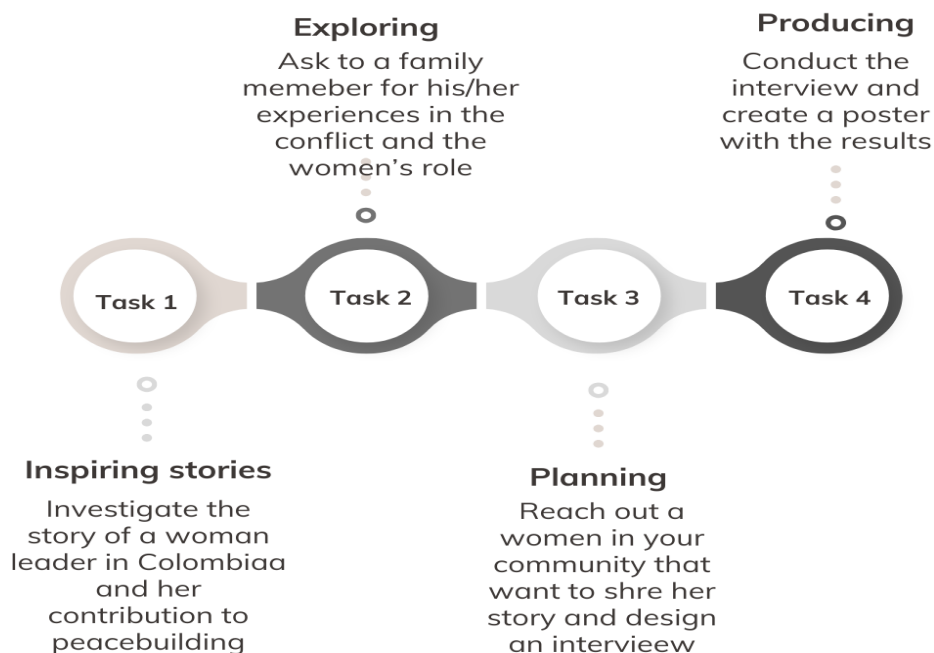 Exploring
Ask to a family
memeber for his/her
experiences in the
conflict and the
women's role
Producing
Conduct the
interview and
create a poster
with the results
Task 1
Task 2
Task 3
Task 4
Inspiring stories
Investigate the
story of a woman
leader in Colombiaa
and her
contribution to
peacebuilding
Planning
Reach out a
women in your
community that
want to shre her
story and design
an intervieew